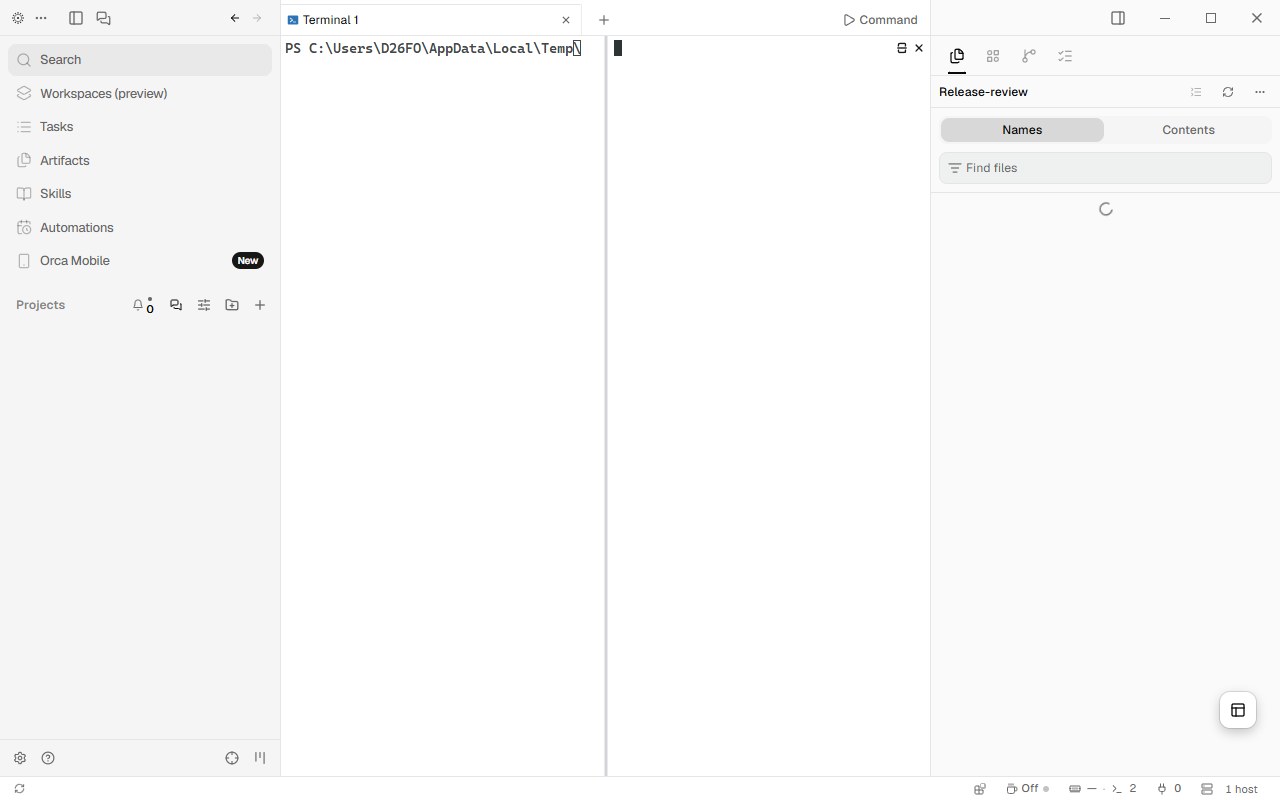 Terminal 1
Command
Search
Workspaces (preview)
Tasks
Artifacts
Skills
Automations
Orca Mobile
New
Projects
0
PS C:\Users\D26FO\AppData\Local\Temp\
Release-review
Names
Contents
Find files
Off
2
0
1 host